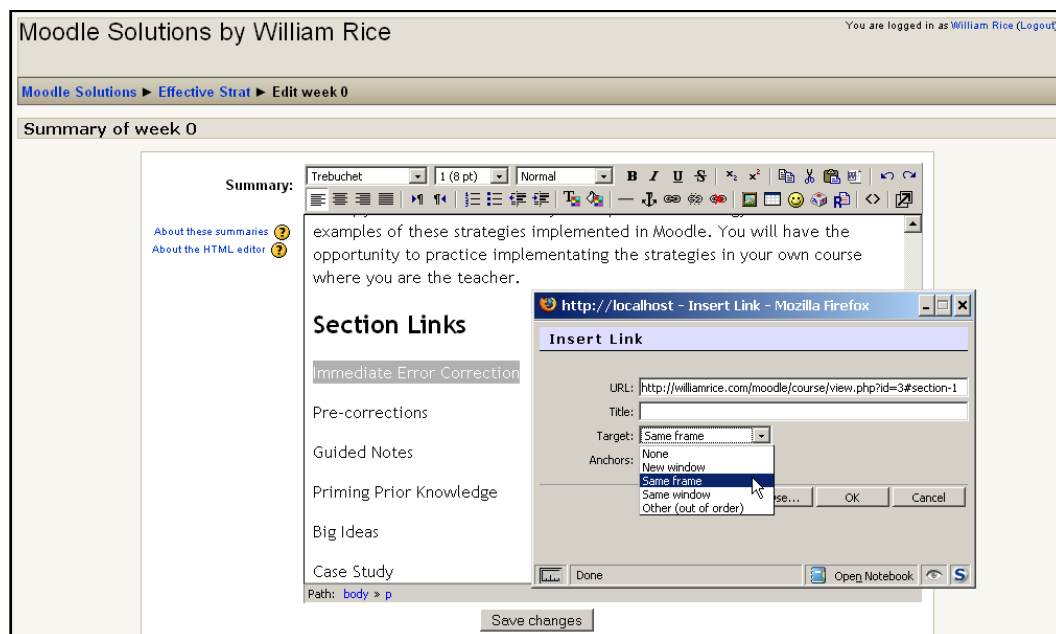 Moodle Solutions by William Rice
You are logged in as William Rice (Logout)
Moodle Solutions ► Effective Strat ► Edit week 0
Summary of week 0
Summary:
Trebuchet 1 (8 pt) Normal B I U S
About these summaries ?
About the HTML editor ?
examples of these strategies implemented in Moodle. You will have the
opportunity to practice implementating the strategies in your own course
where you are the teacher.
Section Links
Immediate Error Correction
Pre-corrections
Guided Notes
Priming Prior Knowledge
Big Ideas
Case Study
Path: body » p
Save changes
http://localhost - Insert Link - Mozilla Firefox
Insert Link
URL: http://williamrice.com/moodle/course/view.php?id=3#section-1
Title:
Target: Same frame
None
New window
Same frame
Same window
Other (out of order)
Anchors:
OK
Cancel
Done
Open Notebook